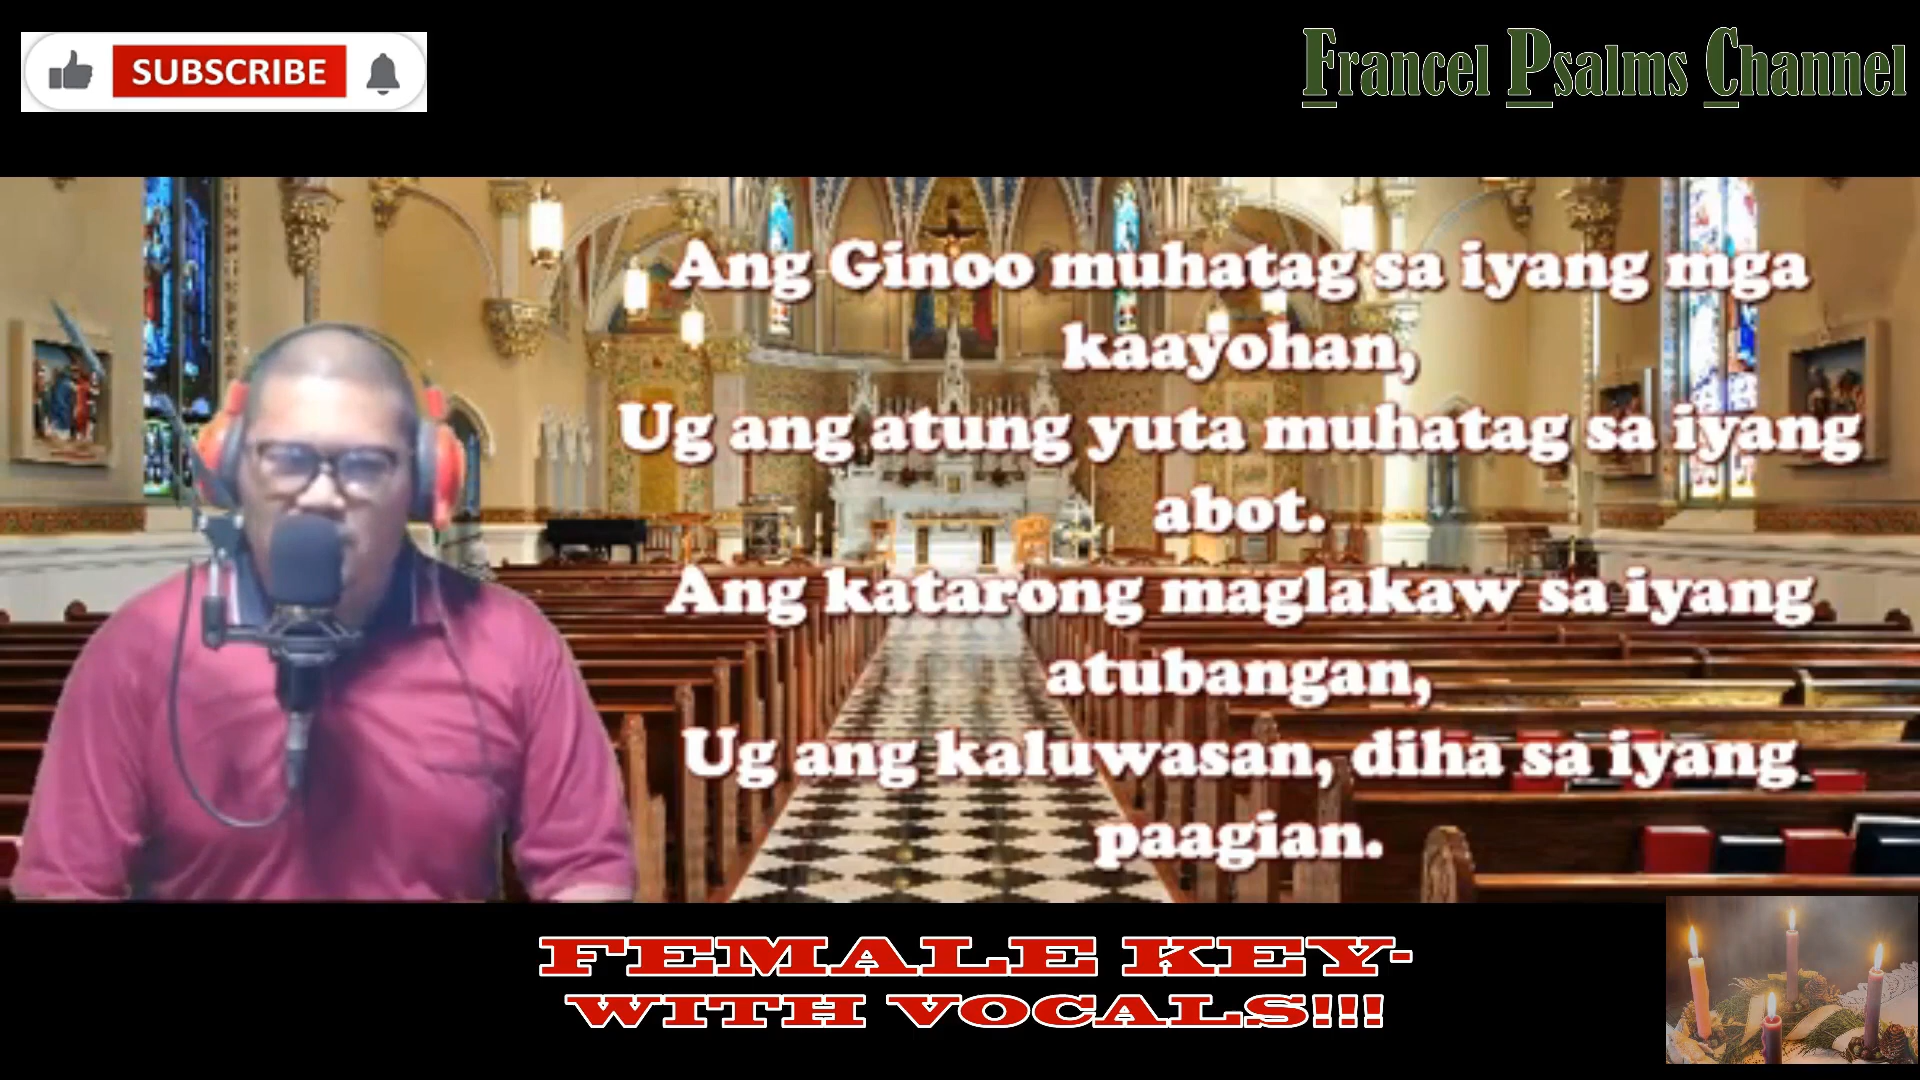 SUBSCRIBE
Francel Psalms Channel
Ang Ginoo muhatag sa iyang mga
kaayohan,
Ug ang atung yuta muhatag sa iyang
abot.
Ang katarong maglakaw sa iyang
atubangan,
Ug ang kaluwasan, diha sa iyang
paagian.
FEMALE KEY-
WITH VOCALS!!!